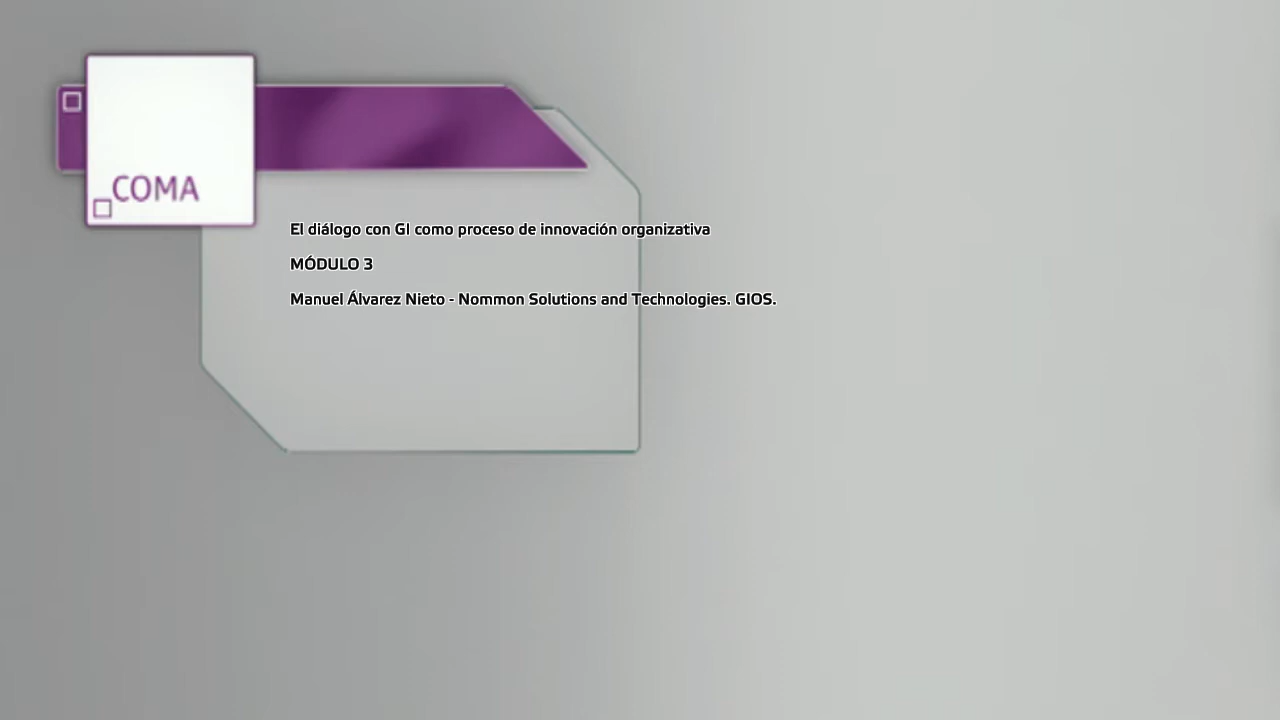 COMA
El diálogo con GI como proceso de innovación organizativa
MÓDULO 3
Manuel Álvarez Nieto - Nommon Solutions and Technologies. GIOS.